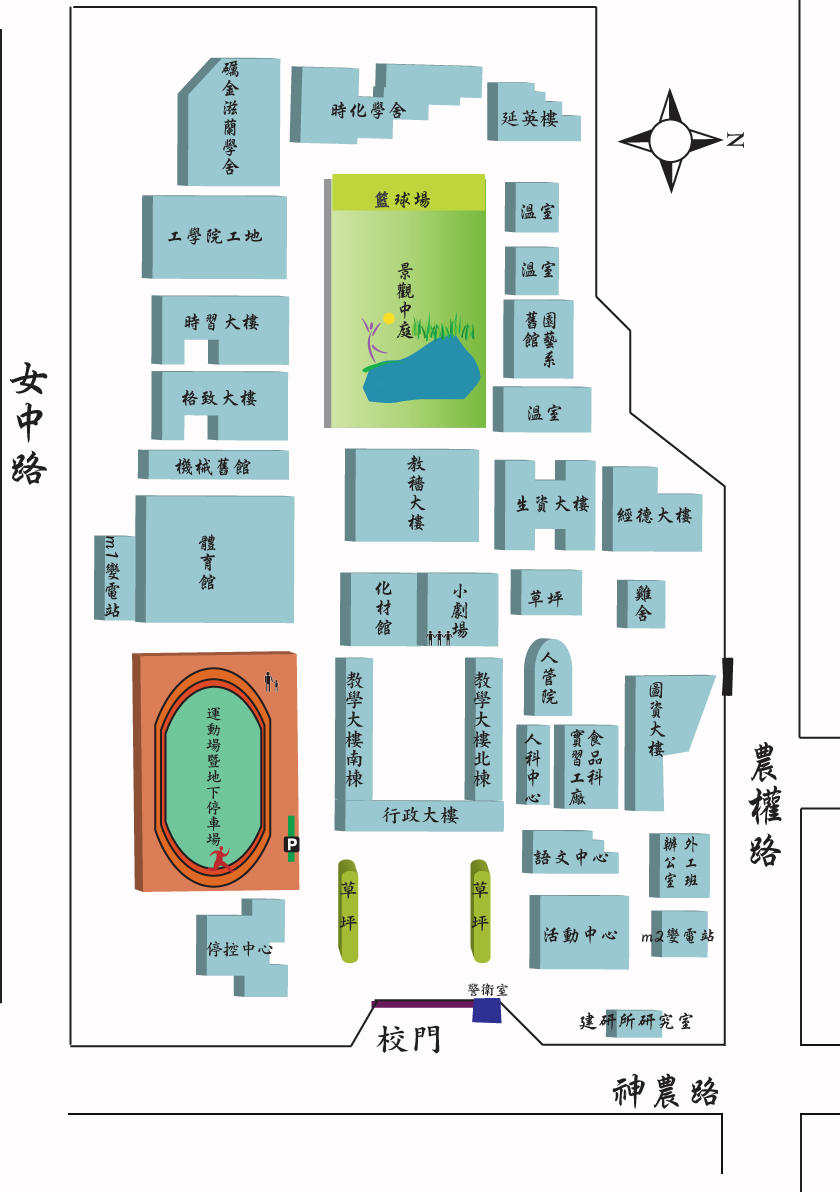 礪金滋蘭學舍
時化學舍
延英樓
N
籃球場
溫室
工學院工地
溫室
景觀中庭
時習大樓
園藝系
舊館
女中路
格致大樓
溫室
機械舊館
教穡大樓
生資大樓
經德大樓
體育館
m1變電站
化材館
小劇場
草坪
雞舍
運動場暨地下停車場
P
教學大樓南棟
教學大樓北棟
人管院
圖資大樓
人科中心
食品科
實習工廠
農權路
行政大樓
語文中心
外工班
辦公室
草坪
草坪
停控中心
活動中心
m2變電站
警衛室
建研所研究室
校門
神農路